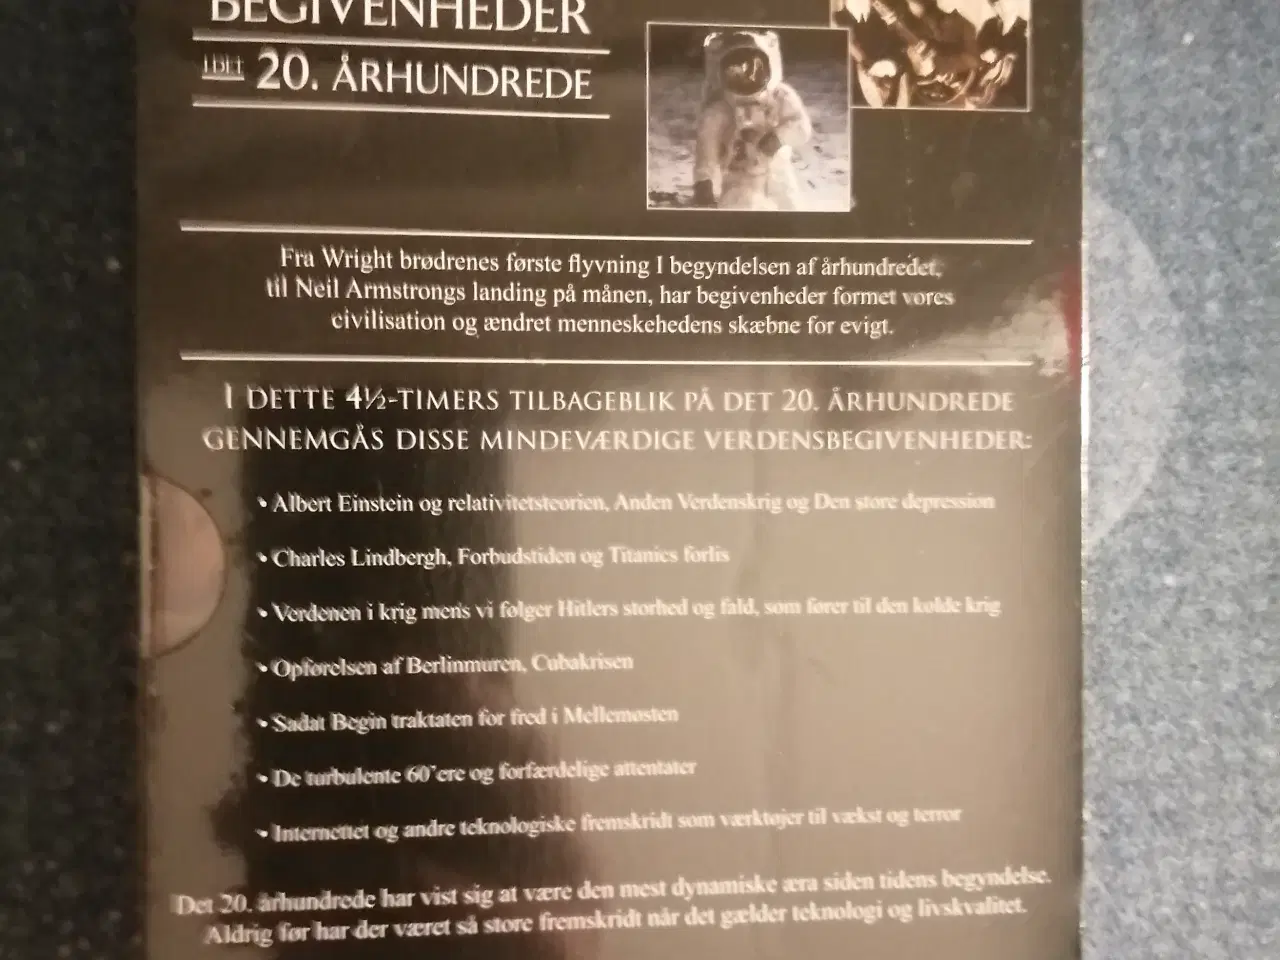 BEGIVENHEDER
I DET 20. ÅRHUNDREDE
Fra Wright brødrenes første flyvning I begyndelsen af århundredet,
til Neil Armstrongs landing på månen, har begivenheder formet vores
civilisation og ændret menneskehedens skæbne for evigt.
I DETTE 4½-TIMERS TILBAGEBLIK PÅ DET 20. ÅRHUNDREDE
GENNEMGÅS DISSE MINDEVÆRDIGE VERDENSBEGIVENHEDER:
• Albert Einstein og relativitetsteorien, Anden Verdenskrig og Den store depression
• Charles Lindbergh, Forbudstiden og Titanics forlis
• Verdenen i krig mens vi følger Hitlers storhed og fald, som fører til den kolde krig
• Opførelsen af Berlinmuren, Cubakrisen
• Sadat Begin traktaten for fred i Mellemøsten
• De turbulente 60'ere og forfærdelige attentater
• Internettet og andre teknologiske fremskridt som værktøjer til vækst og terror
Det 20. århundrede har vist sig at være den mest dynamiske æra siden tidens begyndelse.
Aldrig før har der været så store fremskridt når det gælder teknologi og livskvalitet.